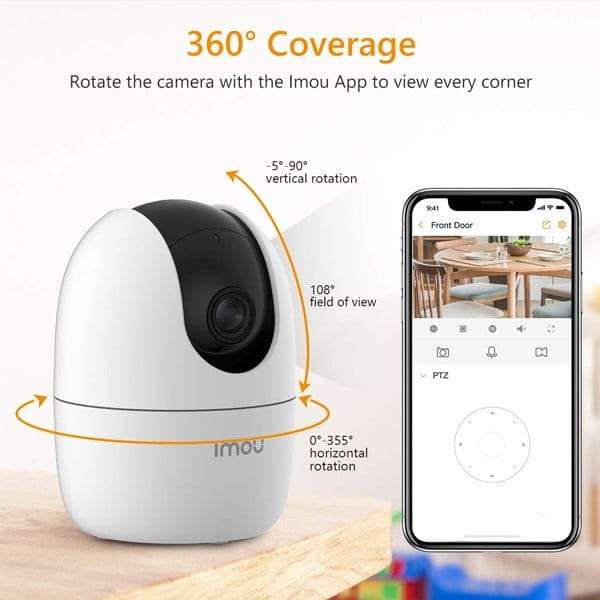 360° Coverage
Rotate the camera with the Imou App to view every corner
-5°-90°
vertical rotation
108°
field of view
0°-355°
horizontal
rotation
imou
9:41
Front Door
PTZ